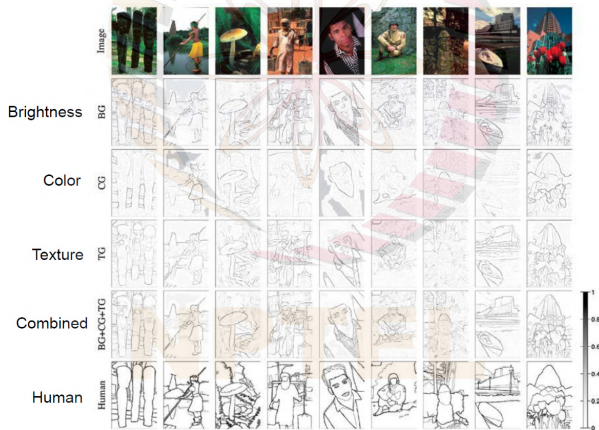 Image
Brightness BG
Color CG
Texture TG
Combined BG+CG+TG
Human Human
1
0.8
0.6
0.4
0.2
0
NPTEL